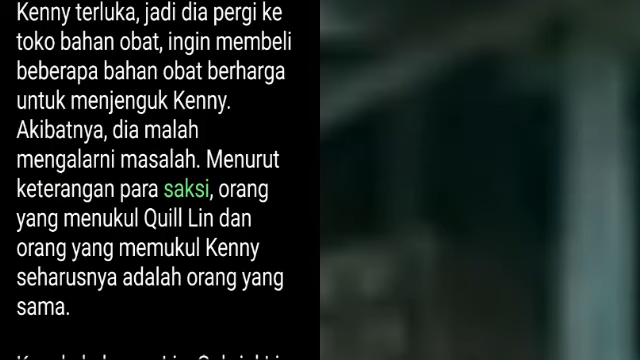 Kenny terluka, jadi dia pergi ke
toko bahan obat, ingin membeli
beberapa bahan obat berharga
untuk menjenguk Kenny.
Akibatnya, dia malah
mengalarni masalah. Menurut
keterangan para saksi, orang
yang menukul Quill Lin dan
orang yang memukul Kenny
seharusnya adalah orang yang
sama.